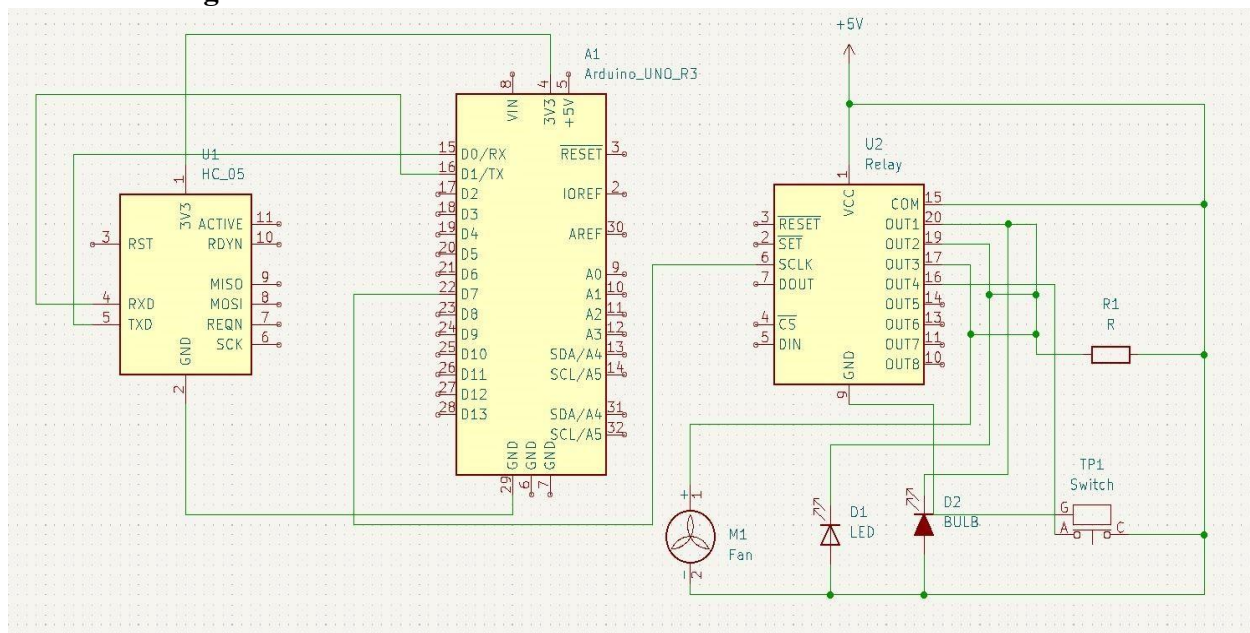 g
+5V
A1
Arduino_UNO_R3
8
4
5
VIN
3V3
+5V
15 D0/RX
16 D1/TX
17 D2
18 D3
19 D4
20 D5
21 D6
22 D7
23 D8
24 D9
25 D10
26 D11
27 D12
28 D13
RESET 3
IOREF 2
AREF 30
A0 9
A1 10
A2 11
A3 12
SDA/A4 13
SCL/A5 14
SDA/A4 31
SCL/A5 32
GND
GND
GND
29
6
7
U1
HC_05
1
3V3
3 RST
4 RXD
5 TXD
ACTIVE 11
RDYN 10
MISO 9
MOSI 8
REQN 7
SCK 6
GND
2
U2
Relay
1
VCC
3 RESET
2 SET
6 SCLK
7 DOUT
4 CS
5 DIN
COM 15
OUT1 20
OUT2 19
OUT3 17
OUT4 16
OUT5 14
OUT6 13
OUT7 11
OUT8 10
GND
9
R1
R
TP1
Switch
G
A
C
+ 1
M1
Fan
- 2
D1
LED
D2
BULB